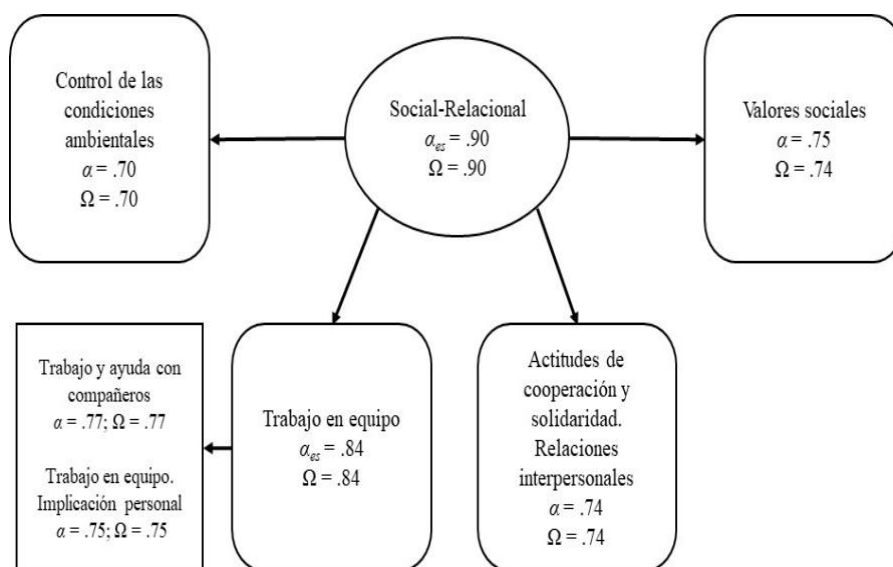 Control de las
condiciones
ambientales
α = .70
Ω = .70
Social-Relacional
αes = .90
Ω = .90
Valores sociales
α = .75
Ω = .74
Trabajo y ayuda con
compañeros
α = .77; Ω = .77
Trabajo en equipo.
Implicación personal
α = .75; Ω = .75
Trabajo en equipo
αes = .84
Ω = .84
Actitudes de
cooperación y
solidaridad.
Relaciones
interpersonales
α = .74
Ω = .74